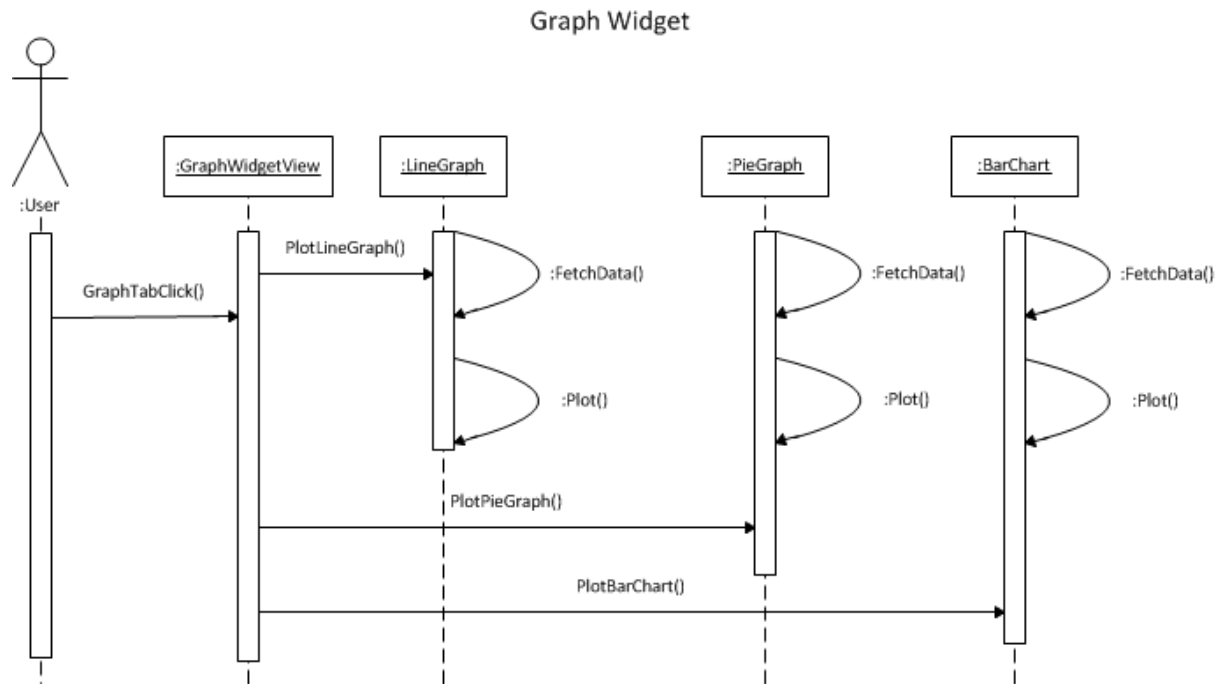 Graph Widget
:User
:GraphWidgetView
:LineGraph
:PieGraph
:BarChart
PlotLineGraph()
:FetchData()
:FetchData()
:FetchData()
GraphTabClick()
:Plot()
:Plot()
:Plot()
PlotPieGraph()
PlotBarChart()